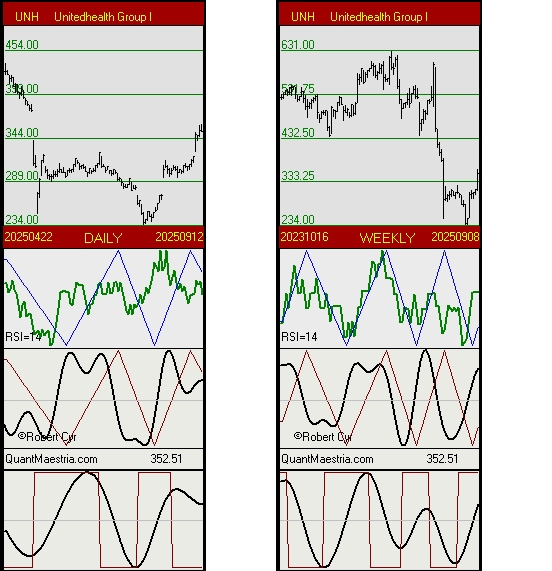 UNH Unitedhealth Group I
454.00
344.00
289.00
234.00
20250422 DAILY 20250912
RSI=14
©Robert Cyr
QuantMaestria.com 352.51
UNH Unitedhealth Group I
631.00
432.50
333.25
234.00
20231016 WEEKLY 20250908
RSI=14
©Robert Cyr
QuantMaestria.com 352.51